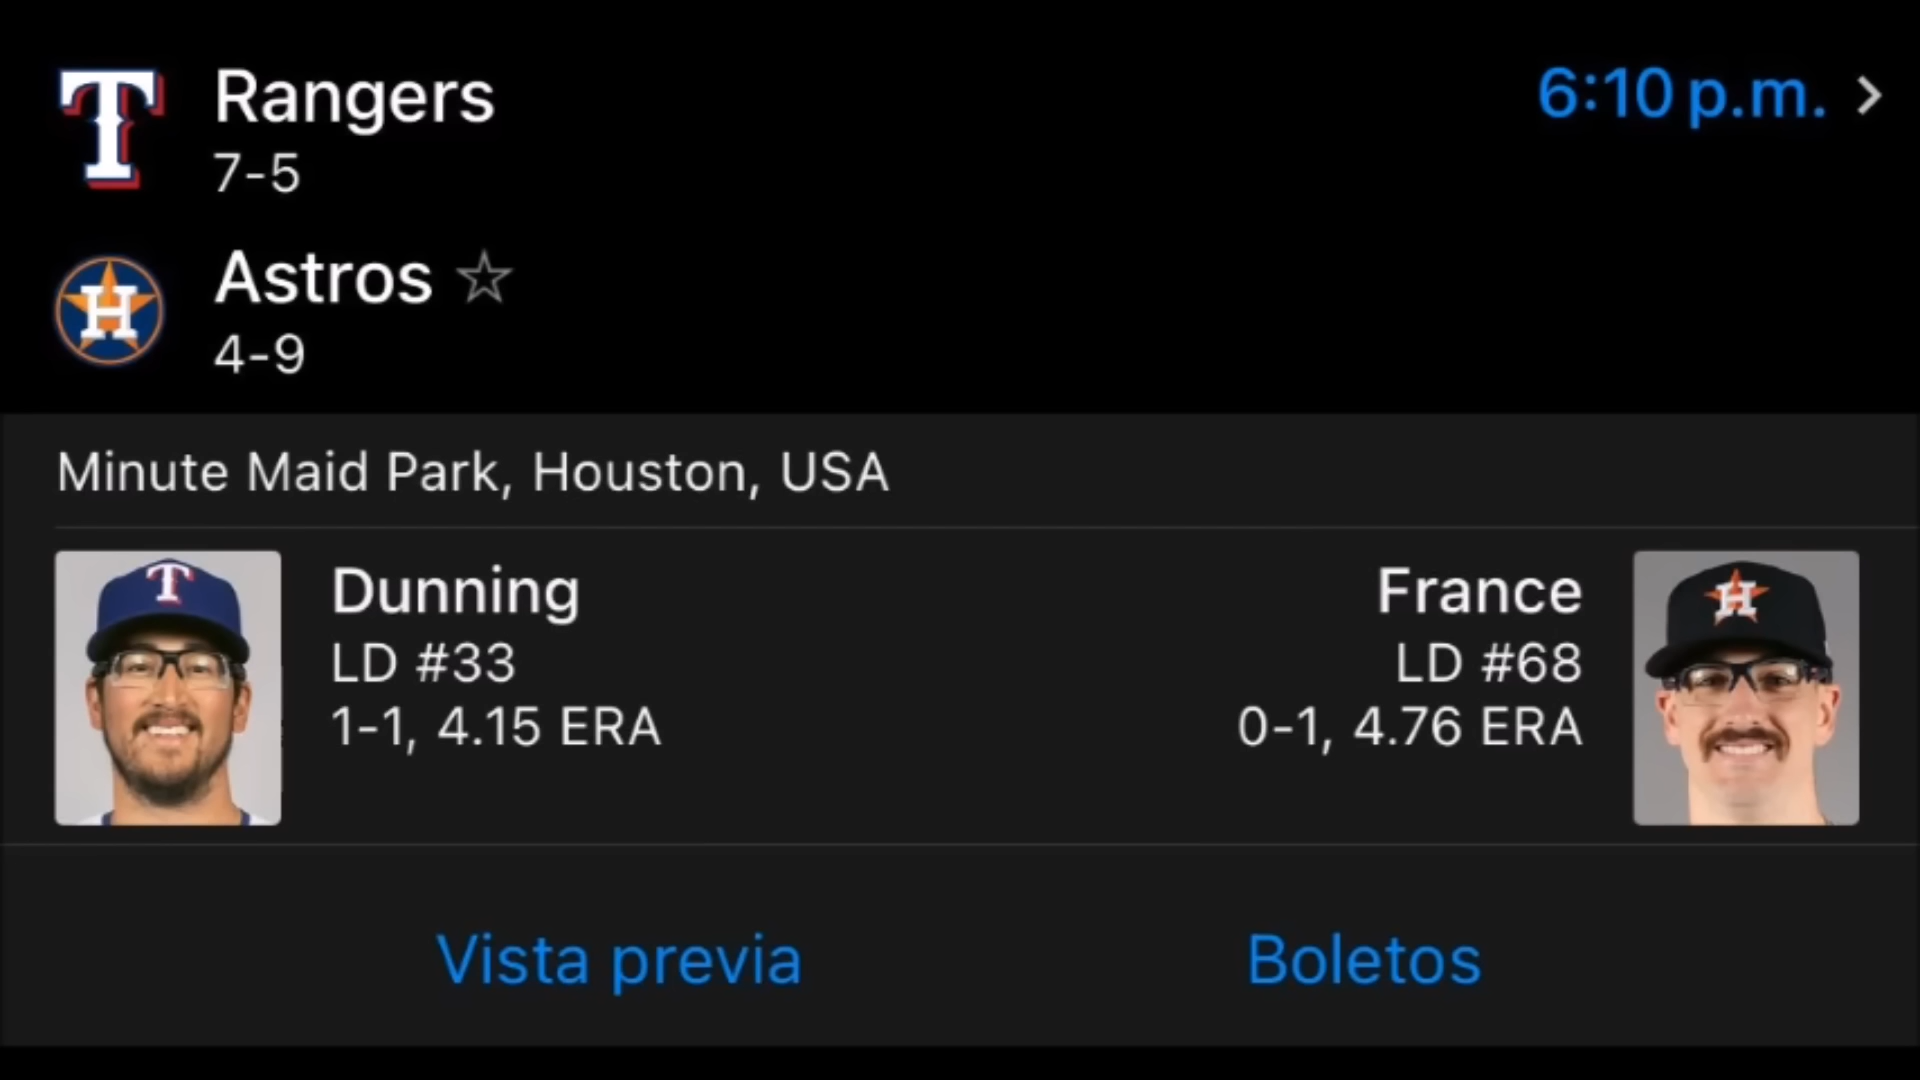 Rangers
7-5
6:10 p.m.
Astros
4-9
Minute Maid Park, Houston, USA
Dunning
LD #33
1-1, 4.15 ERA
France
LD #68
0-1, 4.76 ERA
Vista previa
Boletos